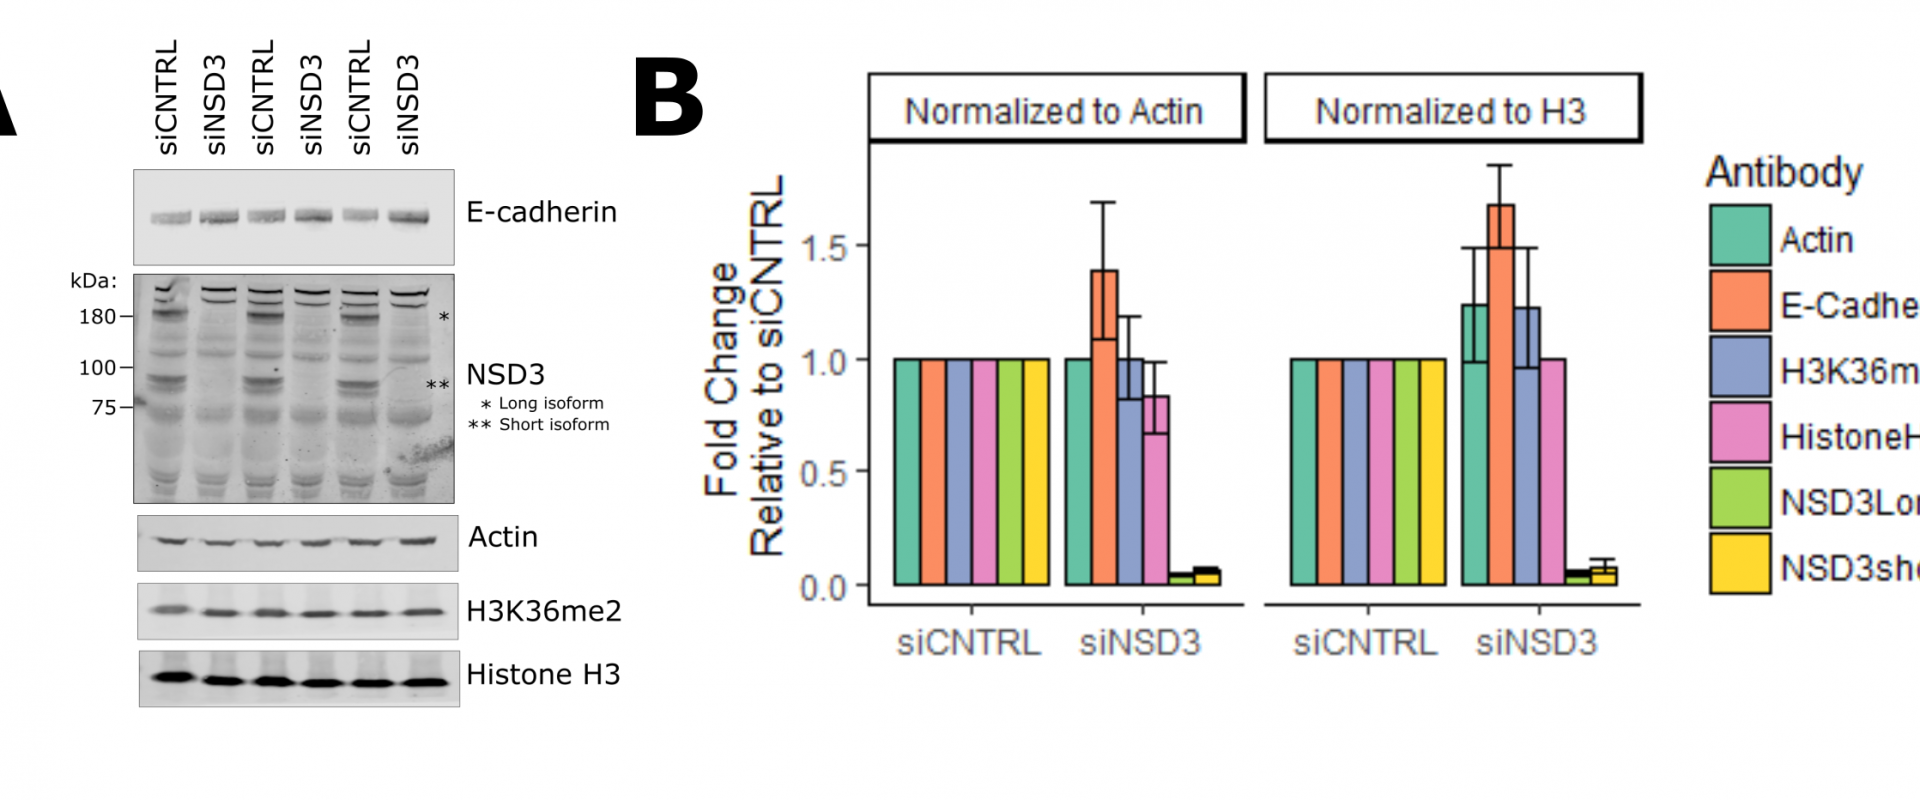 A
siCNTRL
siNSD3
siCNTRL
siNSD3
siCNTRL
siNSD3
E-cadherin
kDa:
180
*
100
**
75
NSD3
* Long isoform
** Short isoform
Actin
H3K36me2
Histone H3
B
Normalized to Actin
Normalized to H3
Fold Change
Relative to siCNTRL
1.5
1.0
0.5
0.0
siCNTRL
siNSD3
siCNTRL
siNSD3
Antibody
Actin
E-Cadhe
H3K36m
HistoneH
NSD3Lo
NSD3sh